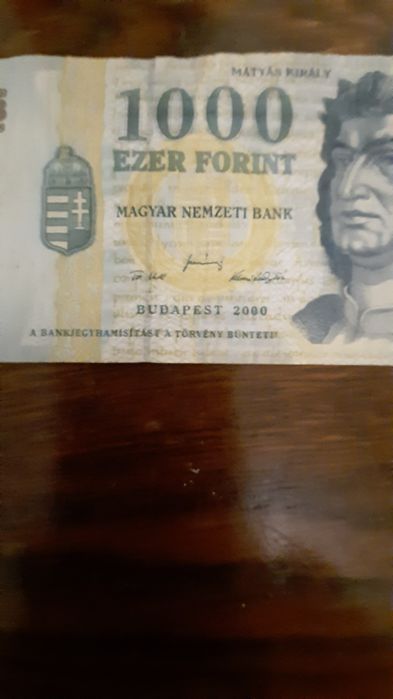 MÁTYÁS KIRÁLY
1000
EZER FORINT
MAGYAR NEMZETI BANK
BUDAPEST 2000
A BANKJEGYHAMISÍTÁST A TÖRVÉNY BÜNTETI!